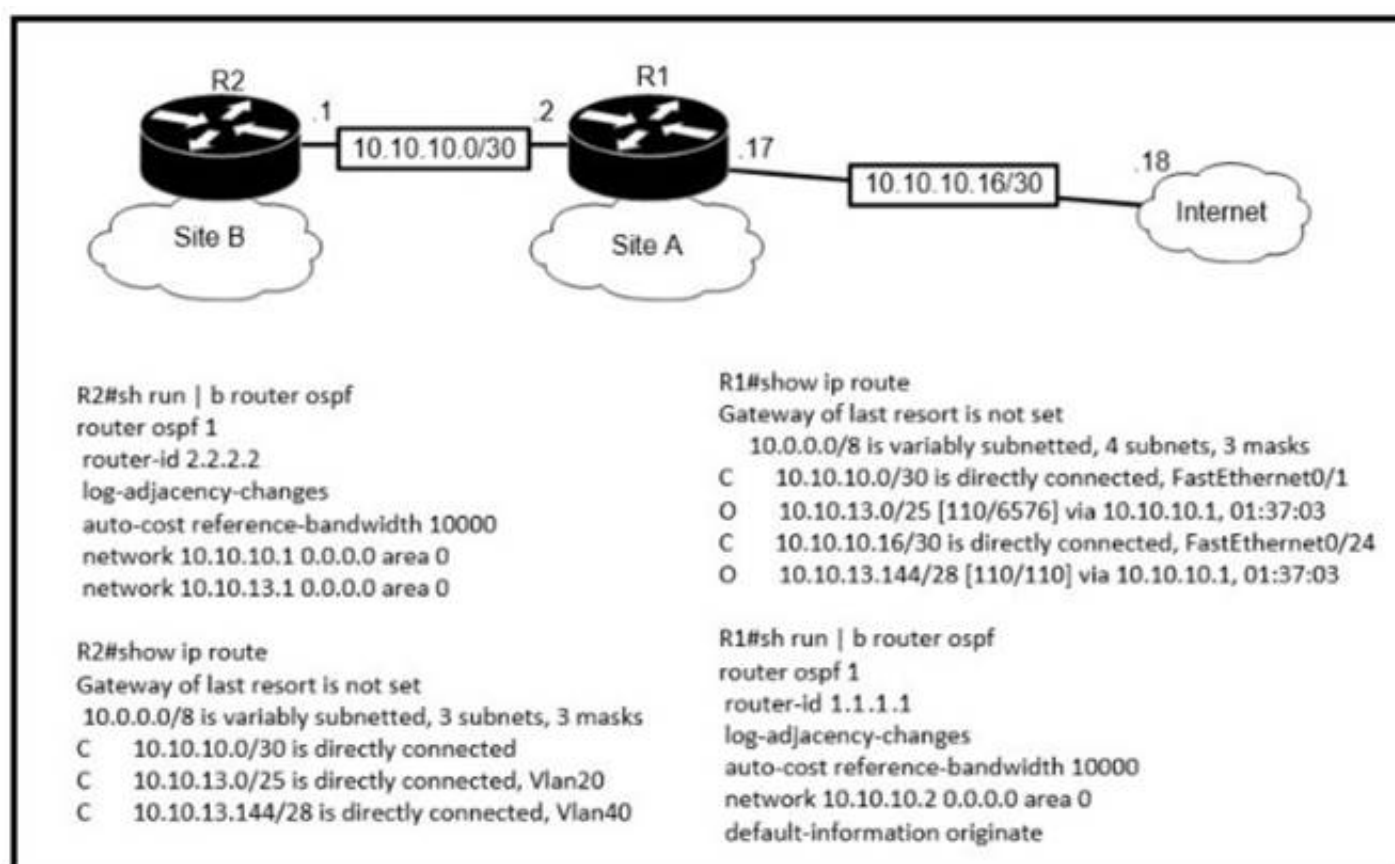 R2
R1
.1
10.10.10.0/30
.2
.17
10.10.10.16/30
.18
Internet
Site B
Site A
R2#sh run | b router ospf
router ospf 1
router-id 2.2.2.2
log-adjacency-changes
auto-cost reference-bandwidth 10000
network 10.10.10.1 0.0.0.0 area 0
network 10.10.13.1 0.0.0.0 area 0
R2#show ip route
Gateway of last resort is not set
10.0.0.0/8 is variably subnetted, 3 subnets, 3 masks
C 10.10.10.0/30 is directly connected
C 10.10.13.0/25 is directly connected, Vlan20
C 10.10.13.144/28 is directly connected, Vlan40
R1#show ip route
Gateway of last resort is not set
10.0.0.0/8 is variably subnetted, 4 subnets, 3 masks
C 10.10.10.0/30 is directly connected, FastEthernet0/1
O 10.10.13.0/25 [110/6576] via 10.10.10.1, 01:37:03
C 10.10.10.16/30 is directly connected, FastEthernet0/24
O 10.10.13.144/28 [110/110] via 10.10.10.1, 01:37:03
R1#sh run | b router ospf
router ospf 1
router-id 1.1.1.1
log-adjacency-changes
auto-cost reference-bandwidth 10000
network 10.10.10.2 0.0.0.0 area 0
default-information originate